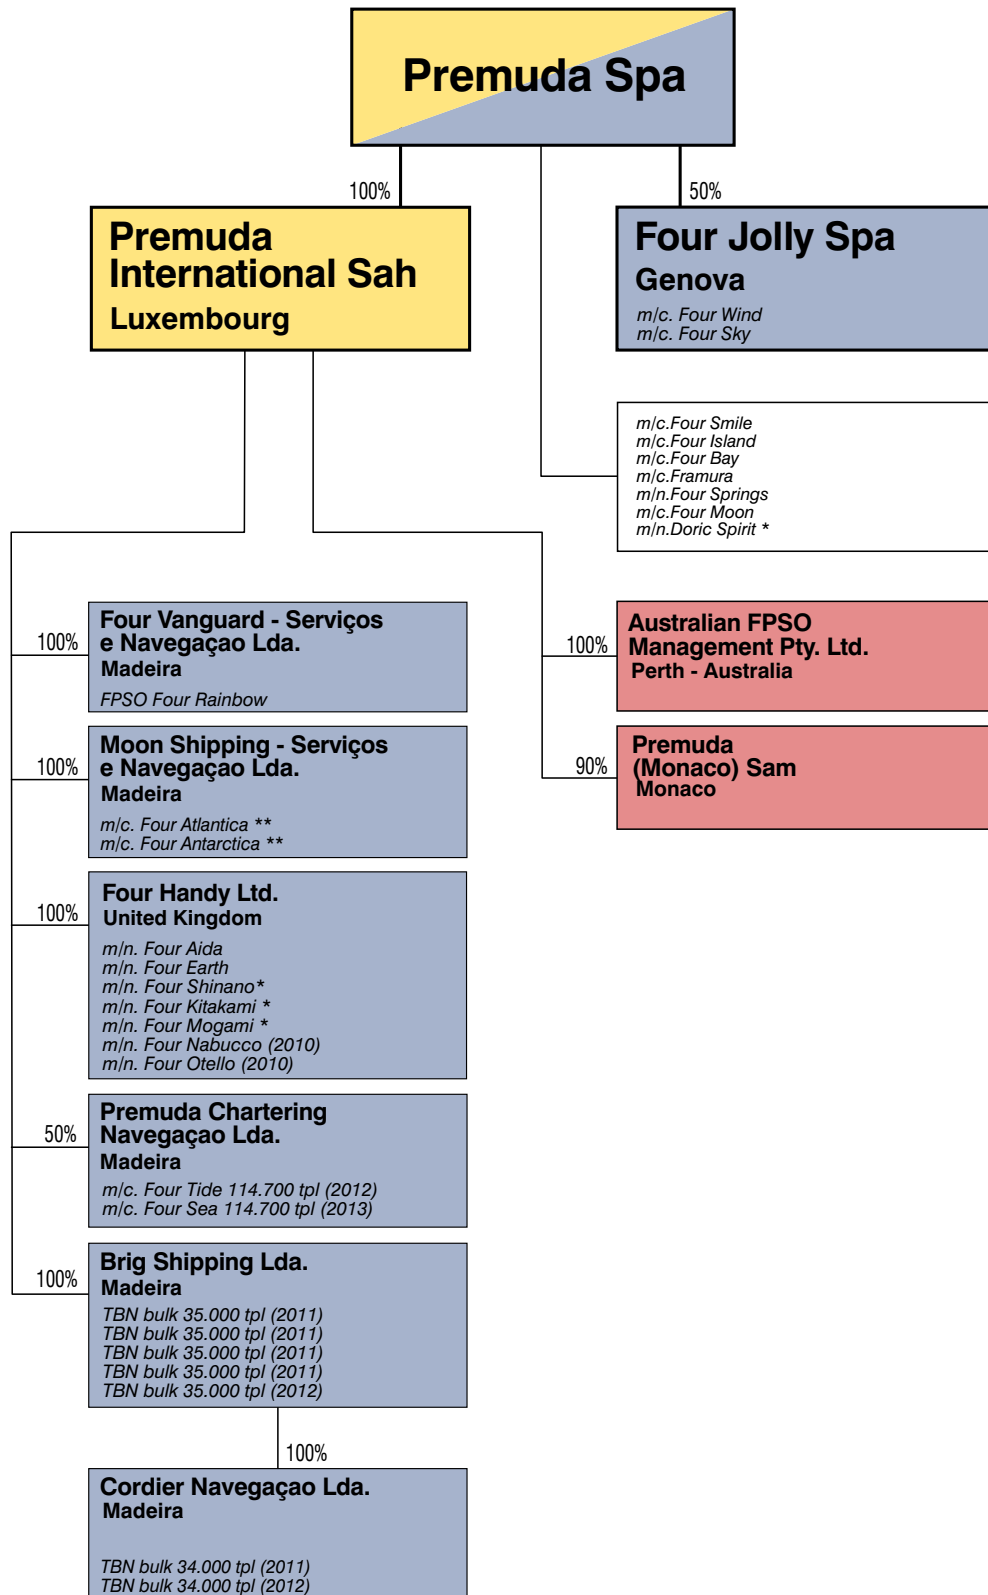 Premuda Spa
100%
50%
Premuda
International Sah
Luxembourg
Four Jolly Spa
Genova
m/c. Four Wind
m/c. Four Sky
m/c.Four Smile
m/c.Four Island
m/c.Four Bay
m/c.Framura
m/n.Four Springs
m/c.Four Moon
m/n.Doric Spirit *
100%
Four Vanguard - Serviços
e Navegaçao Lda.
Madeira
FPSO Four Rainbow
100%
Australian FPSO
Management Pty. Ltd.
Perth - Australia
100%
Moon Shipping - Serviços
e Navegaçao Lda.
Madeira
m/c. Four Atlantica **
m/c. Four Antarctica **
90%
Premuda
(Monaco) Sam
Monaco
100%
Four Handy Ltd.
United Kingdom
m/n. Four Aida
m/n. Four Earth
m/n. Four Shinano*
m/n. Four Kitakami *
m/n. Four Mogami *
m/n. Four Nabucco (2010)
m/n. Four Otello (2010)
50%
Premuda Chartering
Navegaçao Lda.
Madeira
m/c. Four Tide 114.700 tpl (2012)
m/c. Four Sea 114.700 tpl (2013)
100%
Brig Shipping Lda.
Madeira
TBN bulk 35.000 tpl (2011)
TBN bulk 35.000 tpl (2011)
TBN bulk 35.000 tpl (2011)
TBN bulk 35.000 tpl (2011)
TBN bulk 35.000 tpl (2012)
100%
Cordier Navegaçao Lda.
Madeira
TBN bulk 34.000 tpl (2011)
TBN bulk 34.000 tpl (2012)